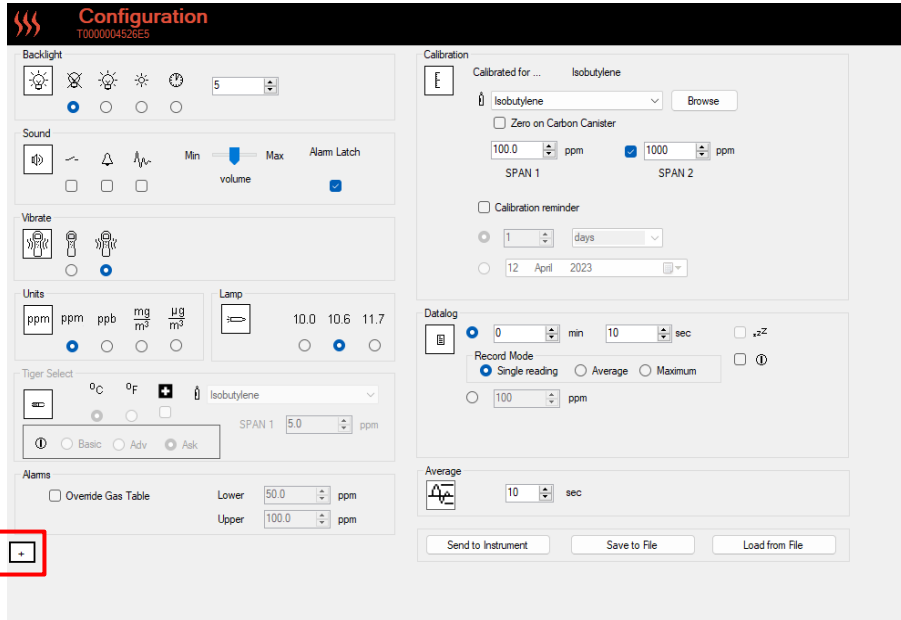 Configuration
T0000004526E5
Backlight
5
Sound
Min
Max
volume
Alarm Latch
Vibrate
Units
ppm
ppm
ppb
mg
m³
µg
m³
Lamp
10.0
10.6
11.7
Tiger Select
⁰C
⁰F
Isobutylene
SPAN 1
5.0
ppm
Basic
Adv
Ask
Alarms
Override Gas Table
Lower
50.0
ppm
Upper
100.0
ppm
+
Calibration
Calibrated for ...
Isobutylene
Isobutylene
Browse
Zero on Carbon Canister
100.0
ppm
1000
ppm
SPAN 1
SPAN 2
Calibration reminder
1
days
12 April 2023
Datalog
0
min
10
sec
zzZ
Record Mode
Single reading
Average
Maximum
100
ppm
Average
10
sec
Send to Instrument
Save to File
Load from File